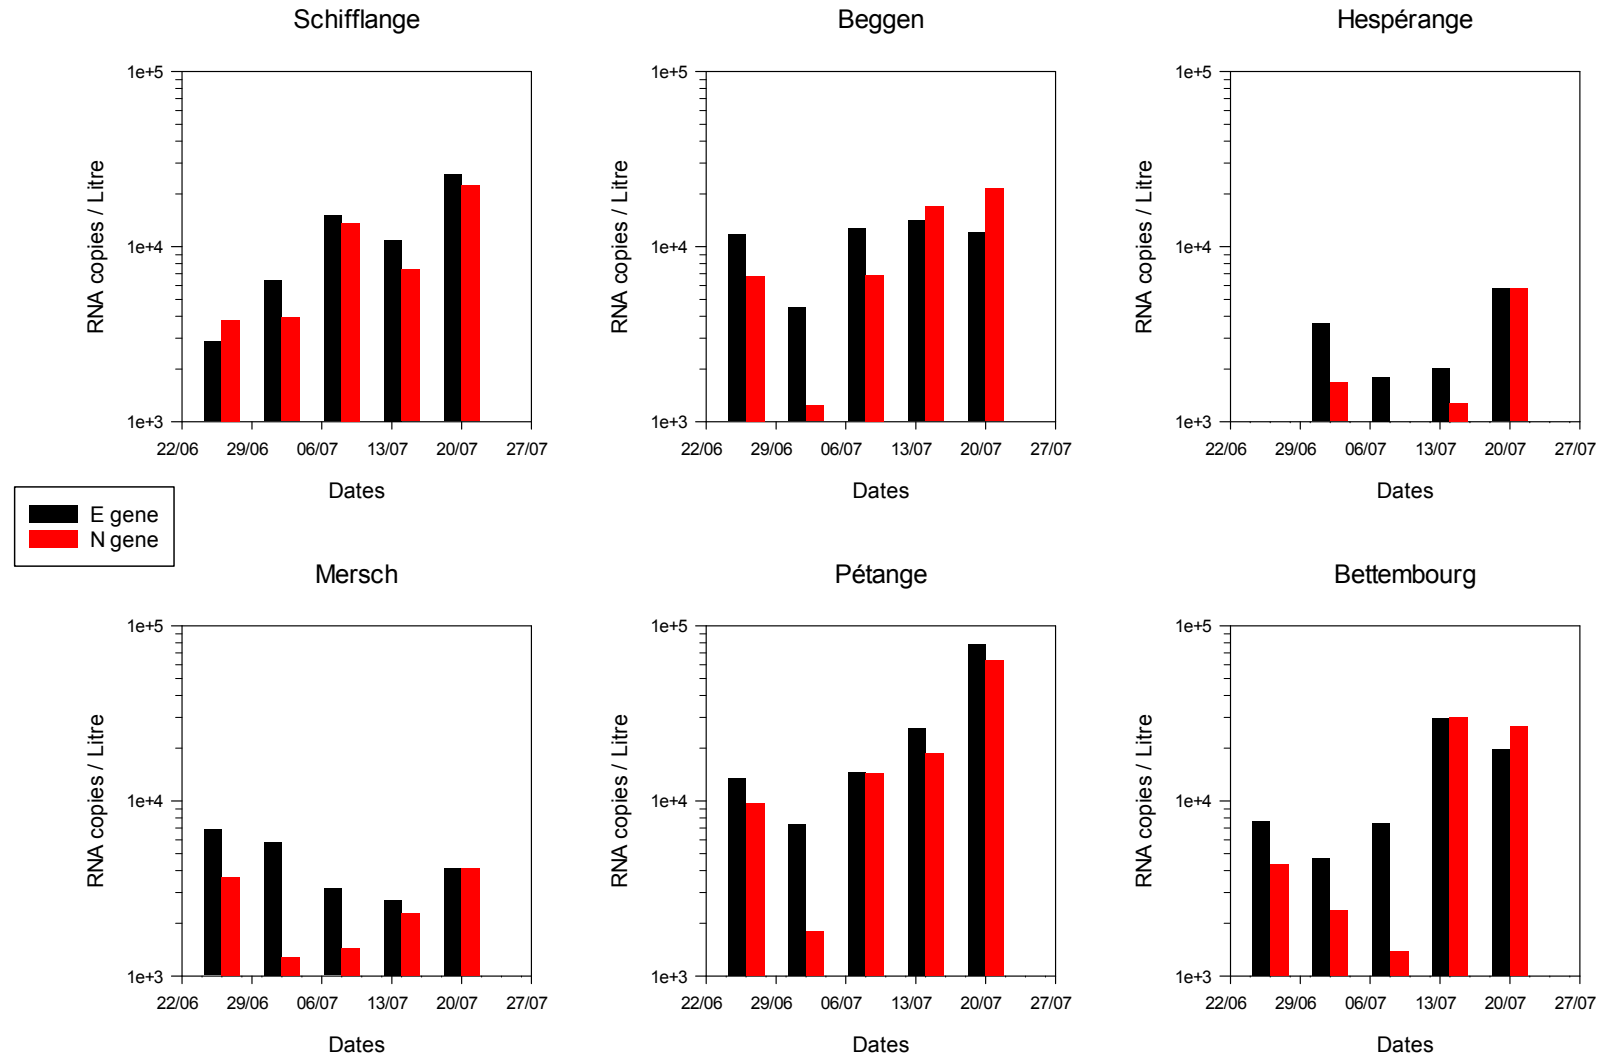 Schifflange
Beggen
Hespérange
1e+5
1e+4
1e+3
RNA copies / Litre
22/06 29/06 06/07 13/07 20/07 27/07
Dates
1e+5
1e+4
1e+3
RNA copies / Litre
22/06 29/06 06/07 13/07 20/07 27/07
Dates
1e+5
1e+4
1e+3
RNA copies / Litre
22/06 29/06 06/07 13/07 20/07 27/07
Dates
E gene
N gene
Mersch
Pétange
Bettembourg
1e+5
1e+4
1e+3
RNA copies / Litre
22/06 29/06 06/07 13/07 20/07 27/07
Dates
1e+5
1e+4
1e+3
RNA copies / Litre
22/06 29/06 06/07 13/07 20/07 27/07
Dates
1e+5
1e+4
1e+3
RNA copies / Litre
22/06 29/06 06/07 13/07 20/07 27/07
Dates